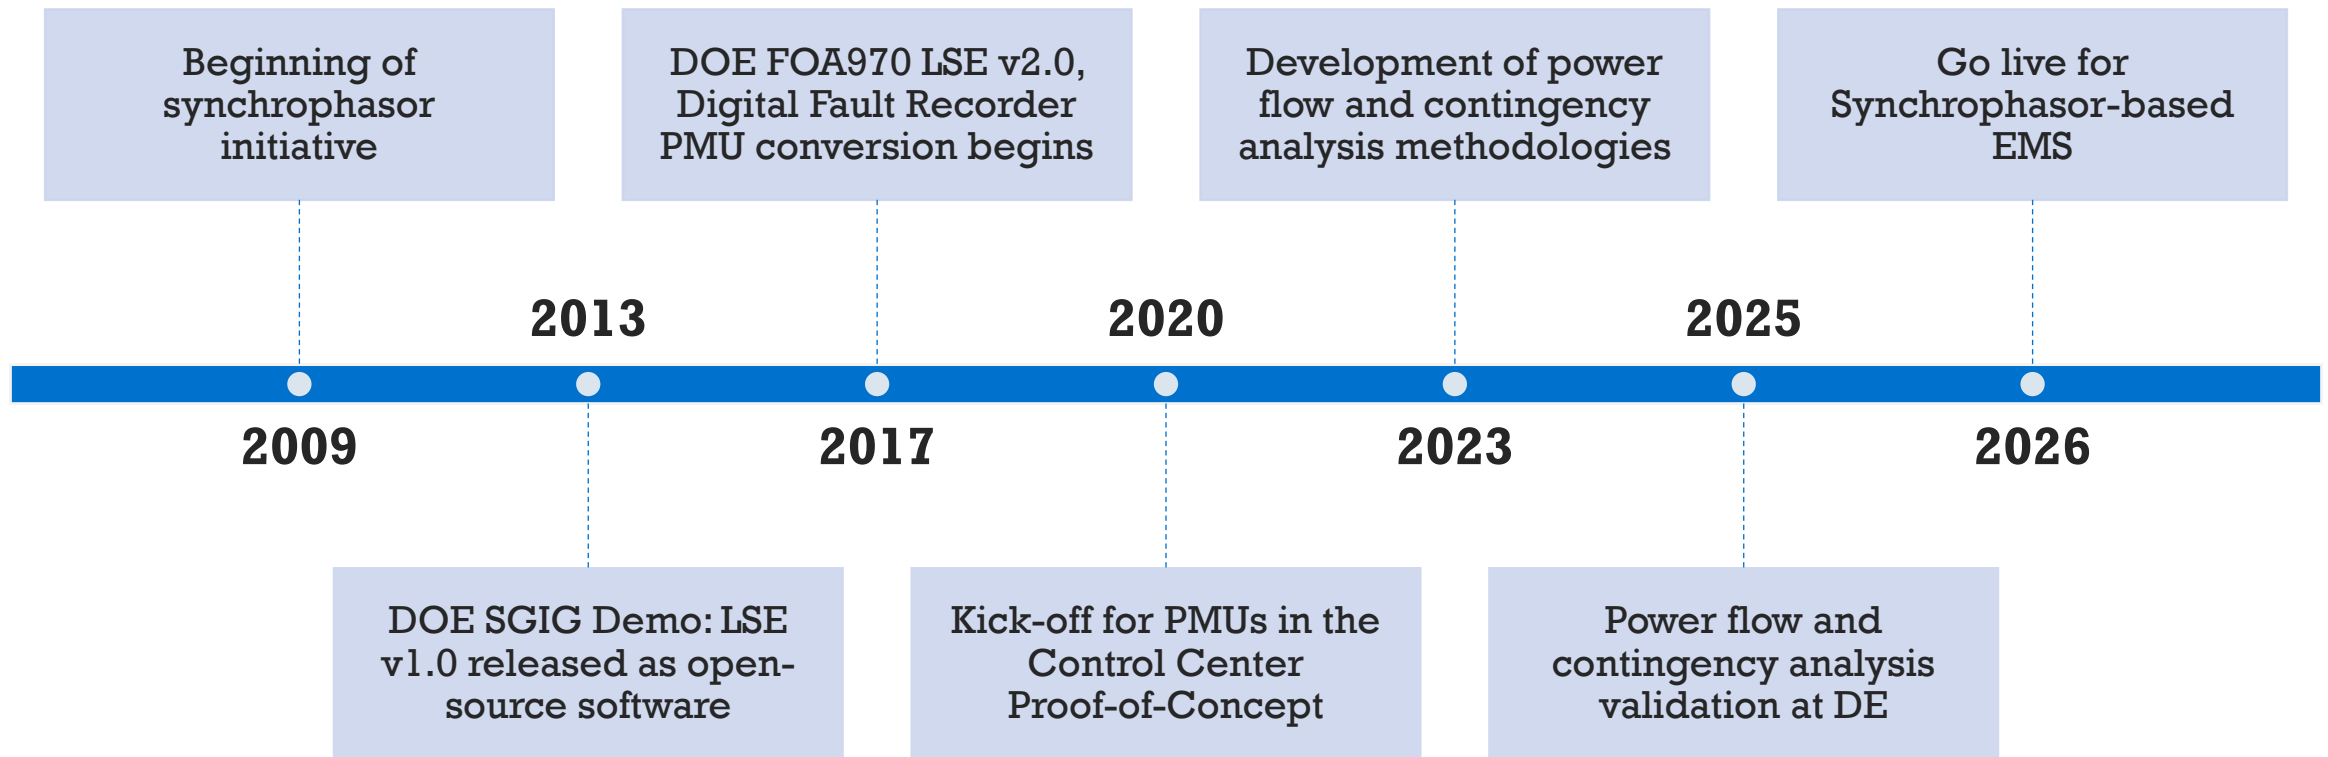 Beginning of
synchrophasor
initiative
DOE FOA970 LSE v2.0,
Digital Fault Recorder
PMU conversion begins
Development of power
flow and contingency
analysis methodologies
Go live for
Synchrophasor-based
EMS
2013
2020
2025
2009
2017
2023
2026
DOE SGIG Demo: LSE
v1.0 released as open-
source software
Kick-off for PMUs in the
Control Center
Proof-of-Concept
Power flow and
contingency analysis
validation at DE